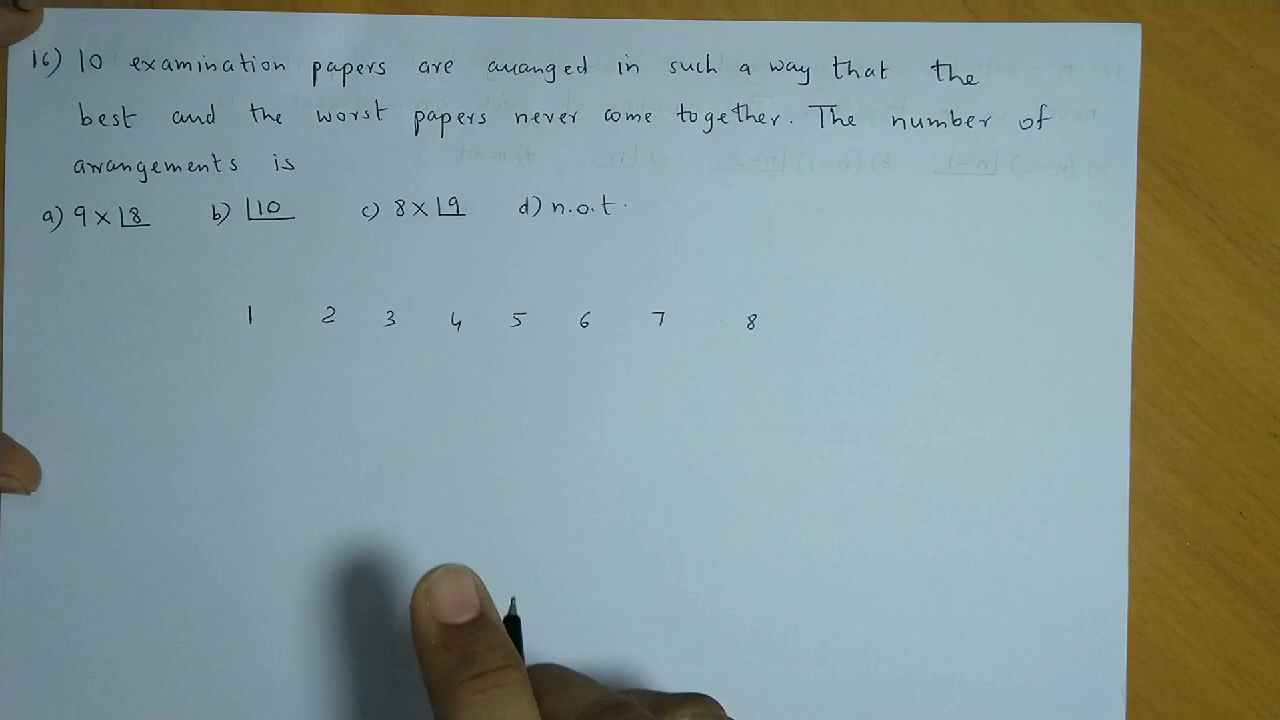 16) 10 examination papers are arranged in such a way that the
best and the worst papers never come together. The number of
arrangements is
a) 9 × |8 b) |10 c) 8 × |9 d) n.o.t.
1 2 3 4 5 6 7 8